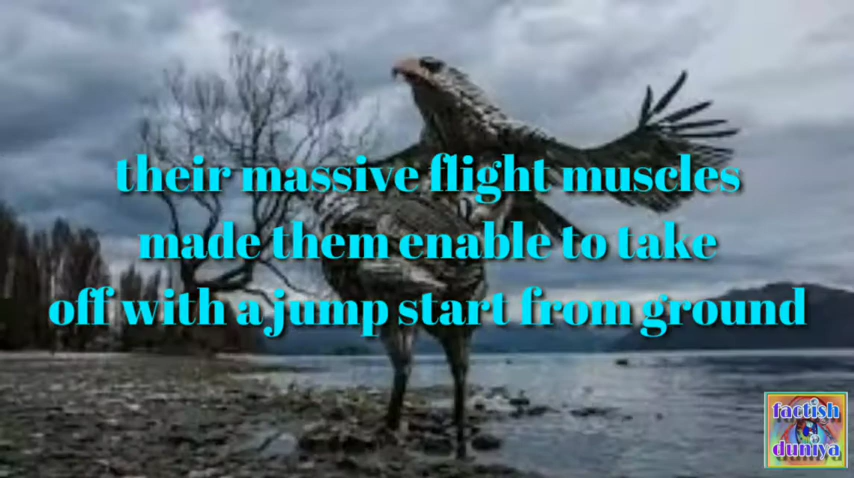 their massive flight muscles
made them enable to take
off with a jump start from ground
factish
duniya